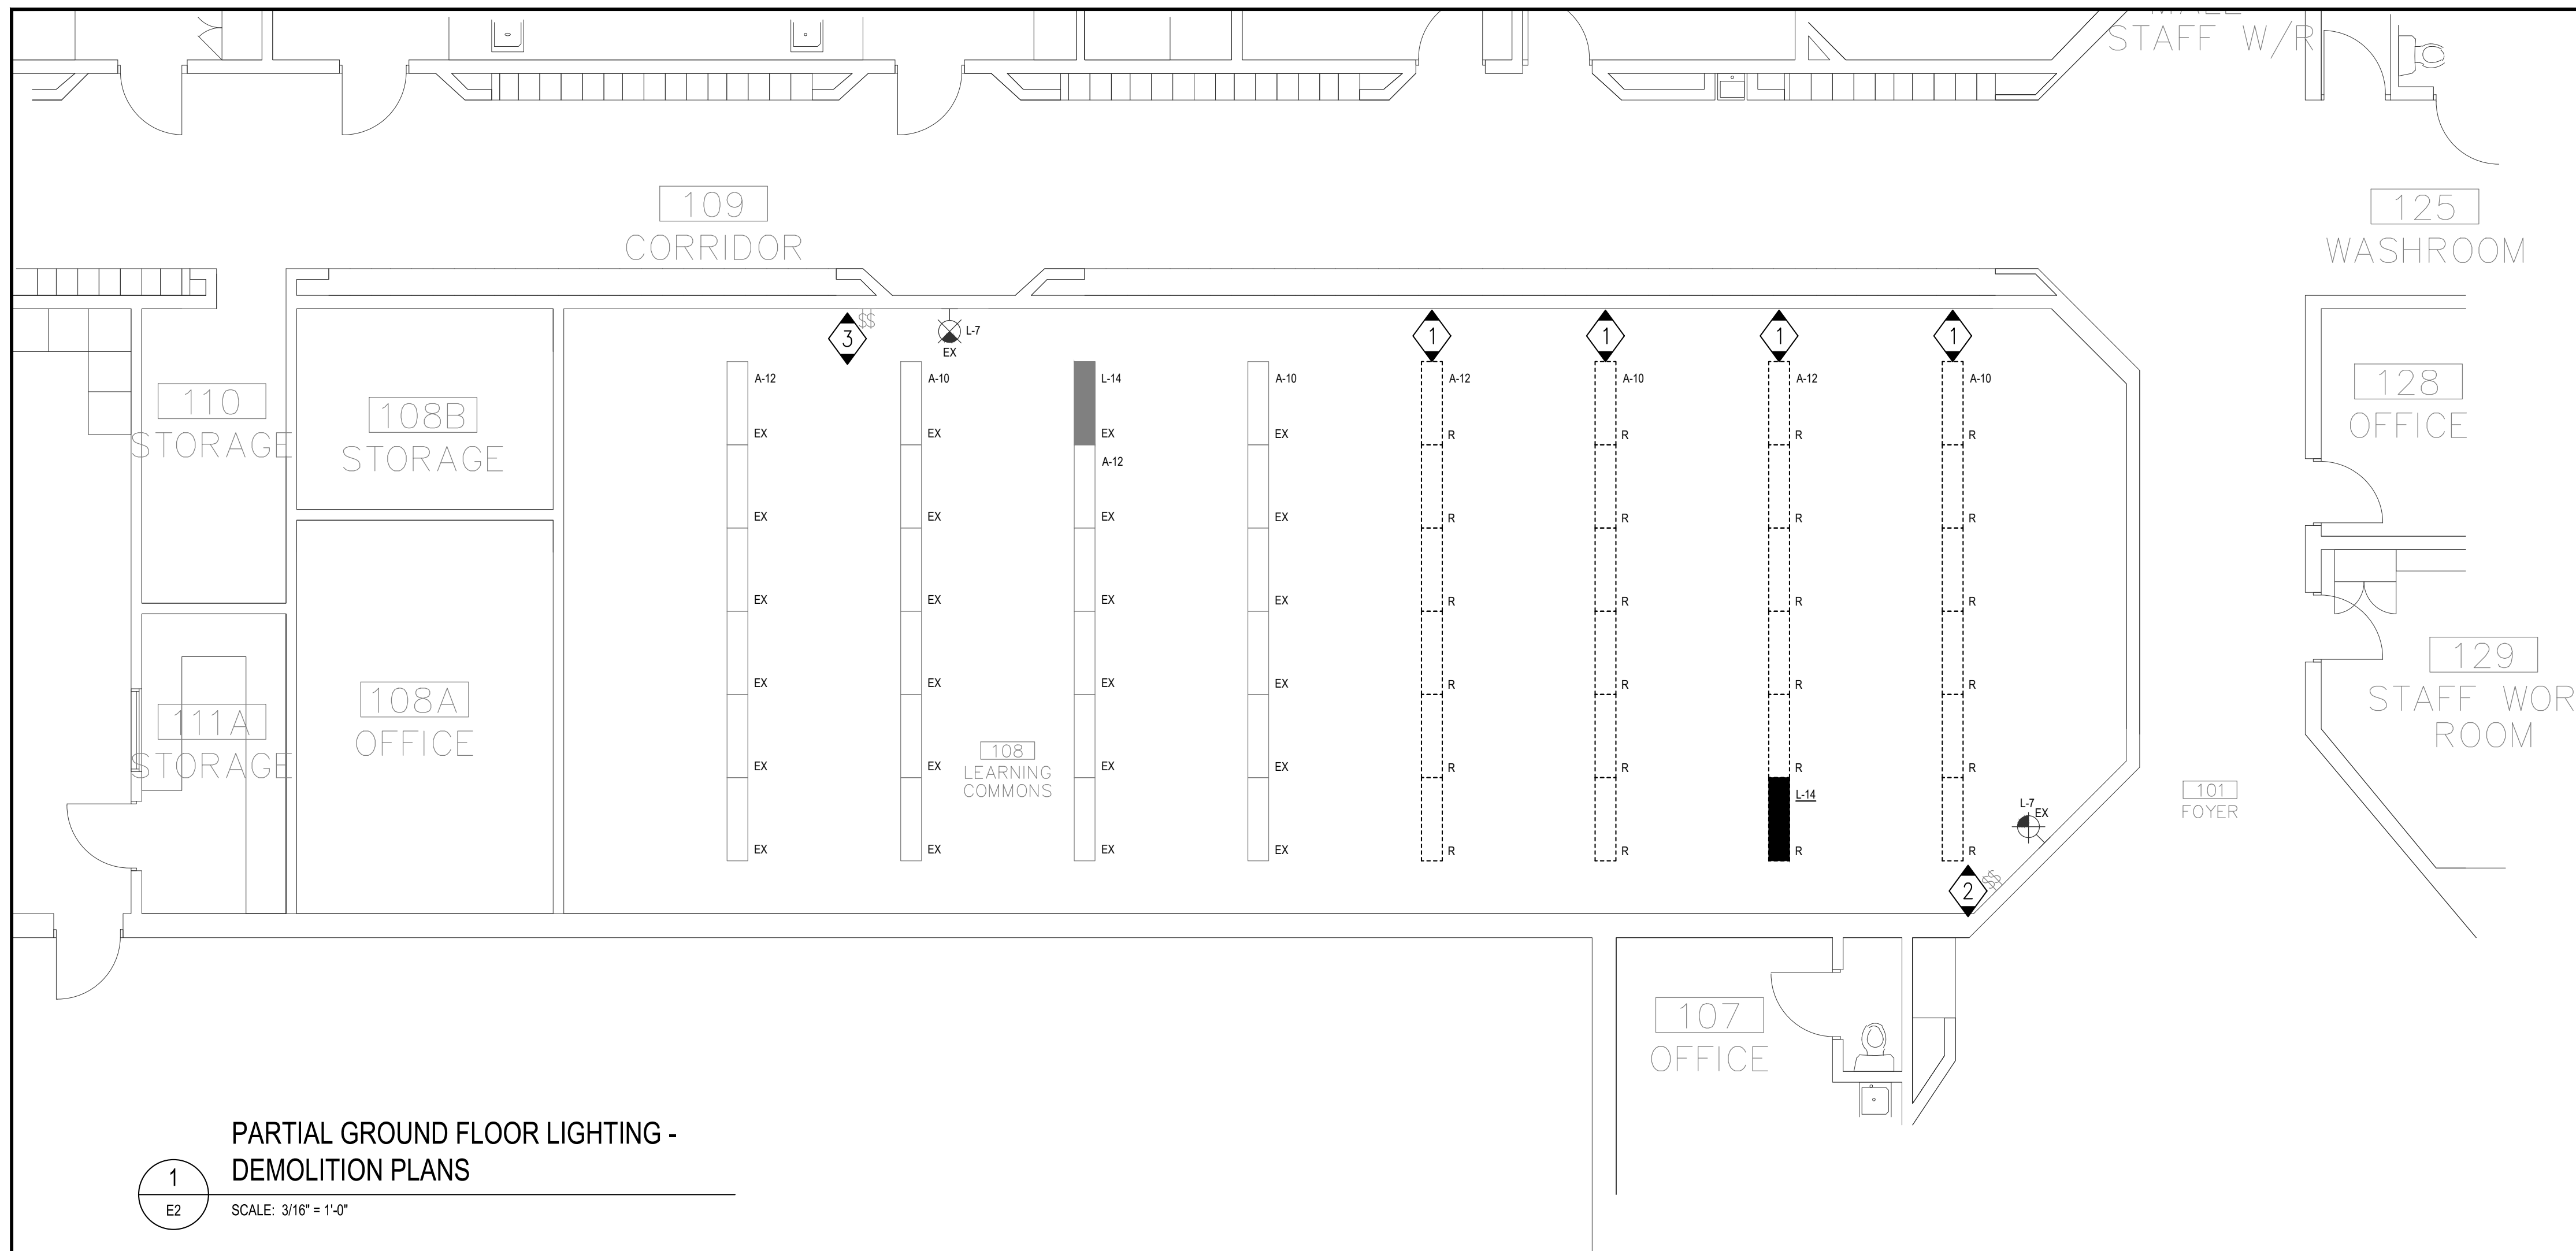 STAFF W/R
109
CORRIDOR
125
WASHROOM
3
$$
L-7
EX
1
1
1
1
A-12
A-10
L-14
A-10
A-12
A-10
A-12
A-10
110
STORAGE
108B
STORAGE
128
OFFICE
EX
EX
EX
EX
R
R
R
R
A-12
EX
EX
EX
EX
R
R
R
R
EX
EX
EX
EX
R
R
R
R
EX
EX
EX
EX
R
R
R
R
108A
OFFICE
111A
STORAGE
129
STAFF WOR
ROOM
108
LEARNING
COMMONS
EX
EX
EX
EX
R
R
R
R
L-14
101
FOYER
L-7
EX
EX
EX
EX
EX
R
R
R
R
2
$$
107
OFFICE
PARTIAL GROUND FLOOR LIGHTING -
DEMOLITION PLANS
1
E2
SCALE: 3/16" = 1'-0"